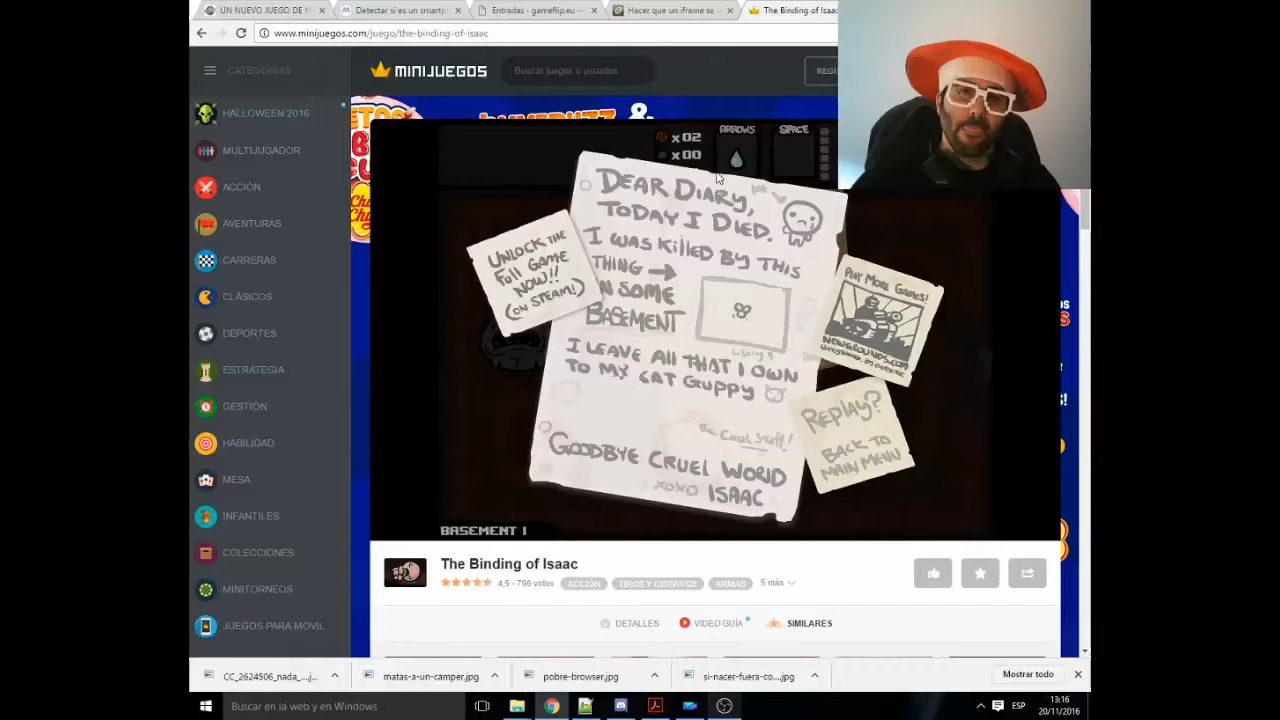 UN NUEVO JUEGO DE M
Detectar si es un smartp
Entradas - gameflip.eu –
Hacer que un iframe se
The Binding of Isaac
www.minijuegos.com/juego/the-binding-of-isaac
CATEGORÍAS
MINIJUEGOS
Buscar juegos o usuarios
REGI
HALLOWEEN 2016
MULTIJUGADOR
ACCIÓN
AVENTURAS
CARRERAS
CLÁSICOS
DEPORTES
ESTRATEGIA
GESTIÓN
HABILIDAD
MESA
INFANTILES
COLECCIONES
MINITORNEOS
JUEGOS PARA MÓVIL
x02
x00
ARROWS
SPACE
DEAR DIARY,
TODAY I DIED.
I WAS KILLED BY THIS
THING →
IN SOME
BASEMENT
I LEAVE ALL THAT I OWN
TO MY CAT GUPPY
Cool Stuff!
GOODBYE CRUEL WORLD
XOXO ISAAC
UNLOCK THE
FULL GAME
NOW!!
(ON STEAM!)
PLAY MORE GAMES!
NEWGROUNDS.COM
REPLAY?
BACK TO
MAIN MENU
BASEMENT I
The Binding of Isaac
4,5 - 796 votes
ACCIÓN
TIROS Y DISPAROS
ARMAS
5 más
DETALLES
VIDEO GUÍA
SIMILARES
CC_2624506_nada_...j...
matas-a-un-camper.jpg
pobre-browser.jpg
si-nacer-fuera-co....jpg
Mostrar todo
Buscar en la web y en Windows
ESP
13:16
20/11/2016